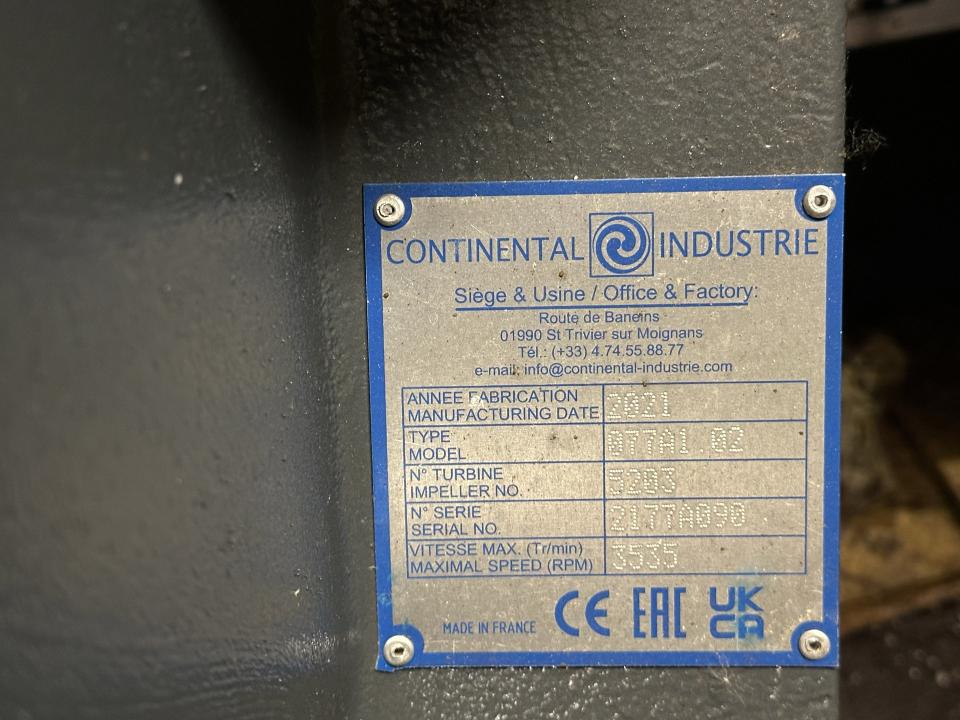 CONTINENTAL INDUSTRIE
Siège & Usine / Office & Factory:
Route de Baneins
01990 St Trivier sur Moignans
Tél.: (+33) 4.74.55.88.77
e-mail: info@continental-industrie.com
ANNEE FABRICATION
MANUFACTURING DATE 2021
TYPE
MODEL 077A1.02
N° TURBINE
IMPELLER NO. 5203
N° SERIE
SERIAL NO. 2177A090
VITESSE MAX. (Tr/min)
MAXIMAL SPEED (RPM) 3535
MADE IN FRANCE CE EAC UK
CA